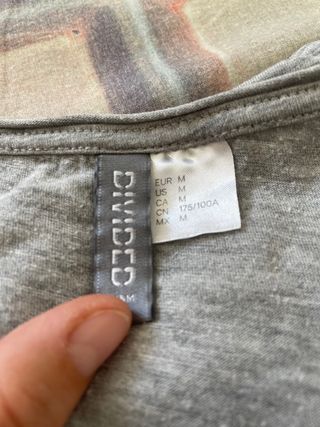 DIVIDED
EUR M
US M
CA M
CN 175/100A
MX M